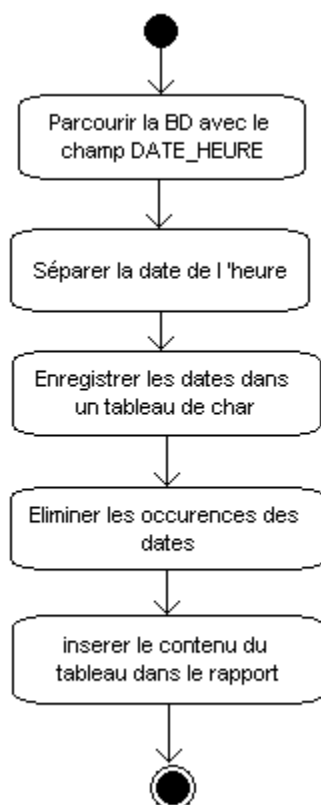 Parcourir la BD avec le
champ DATE_HEURE
Séparer la date de l 'heure
Enregistrer les dates dans
un tableau de char
Eliminer les occurences des
dates
inserer le contenu du
tableau dans le rapport